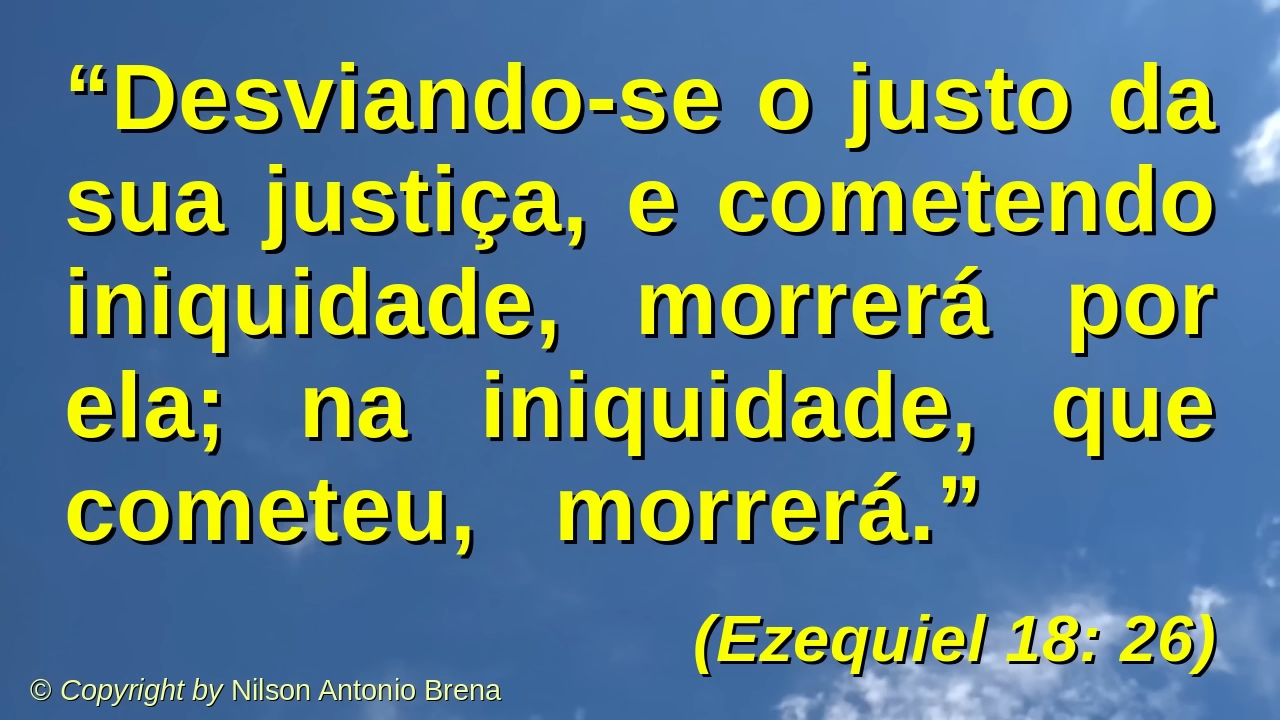 “Desviando-se o justo da
sua justiça, e cometendo
iniquidade, morrerá por
ela; na iniquidade, que
cometeu, morrerá.”
(Ezequiel 18: 26)
© Copyright by Nilson Antonio Brena